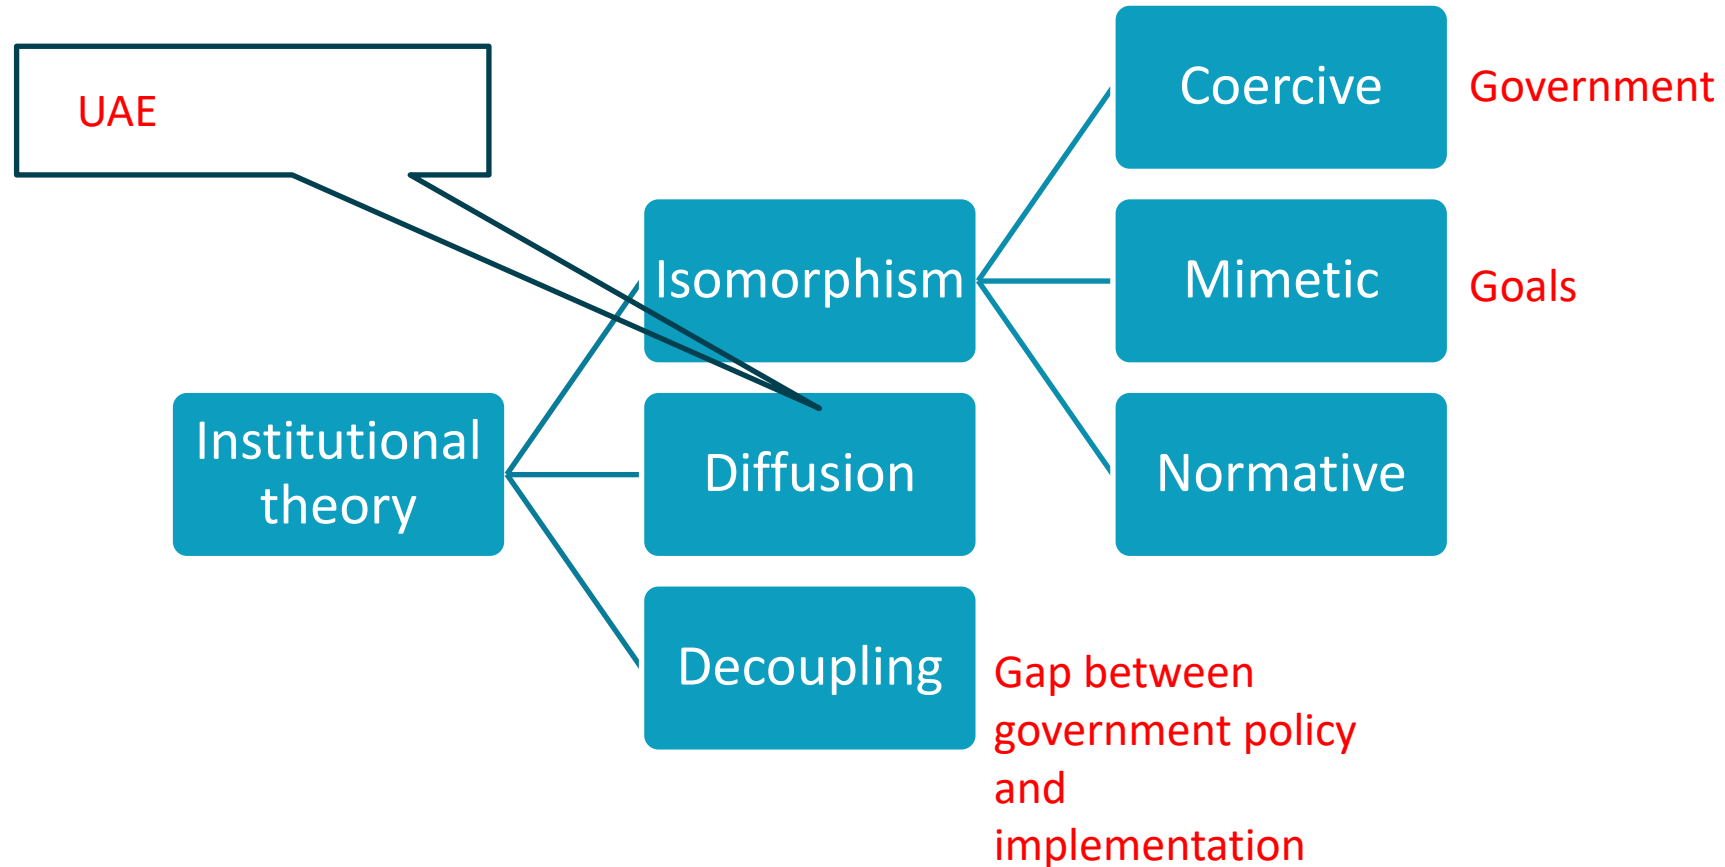 UAE
Institutional
theory
Isomorphism
Diffusion
Decoupling
Gap between
government policy
and
implementation
Coercive
Government
Mimetic
Goals
Normative